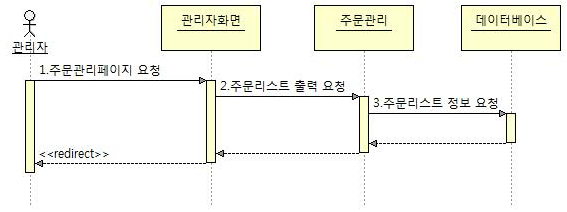 관리자화면
주문관리
데이터베이스
관리자
1.주문관리페이지 요청
2.주문리스트 출력 요청
3.주문리스트 정보 요청
<<redirect>>